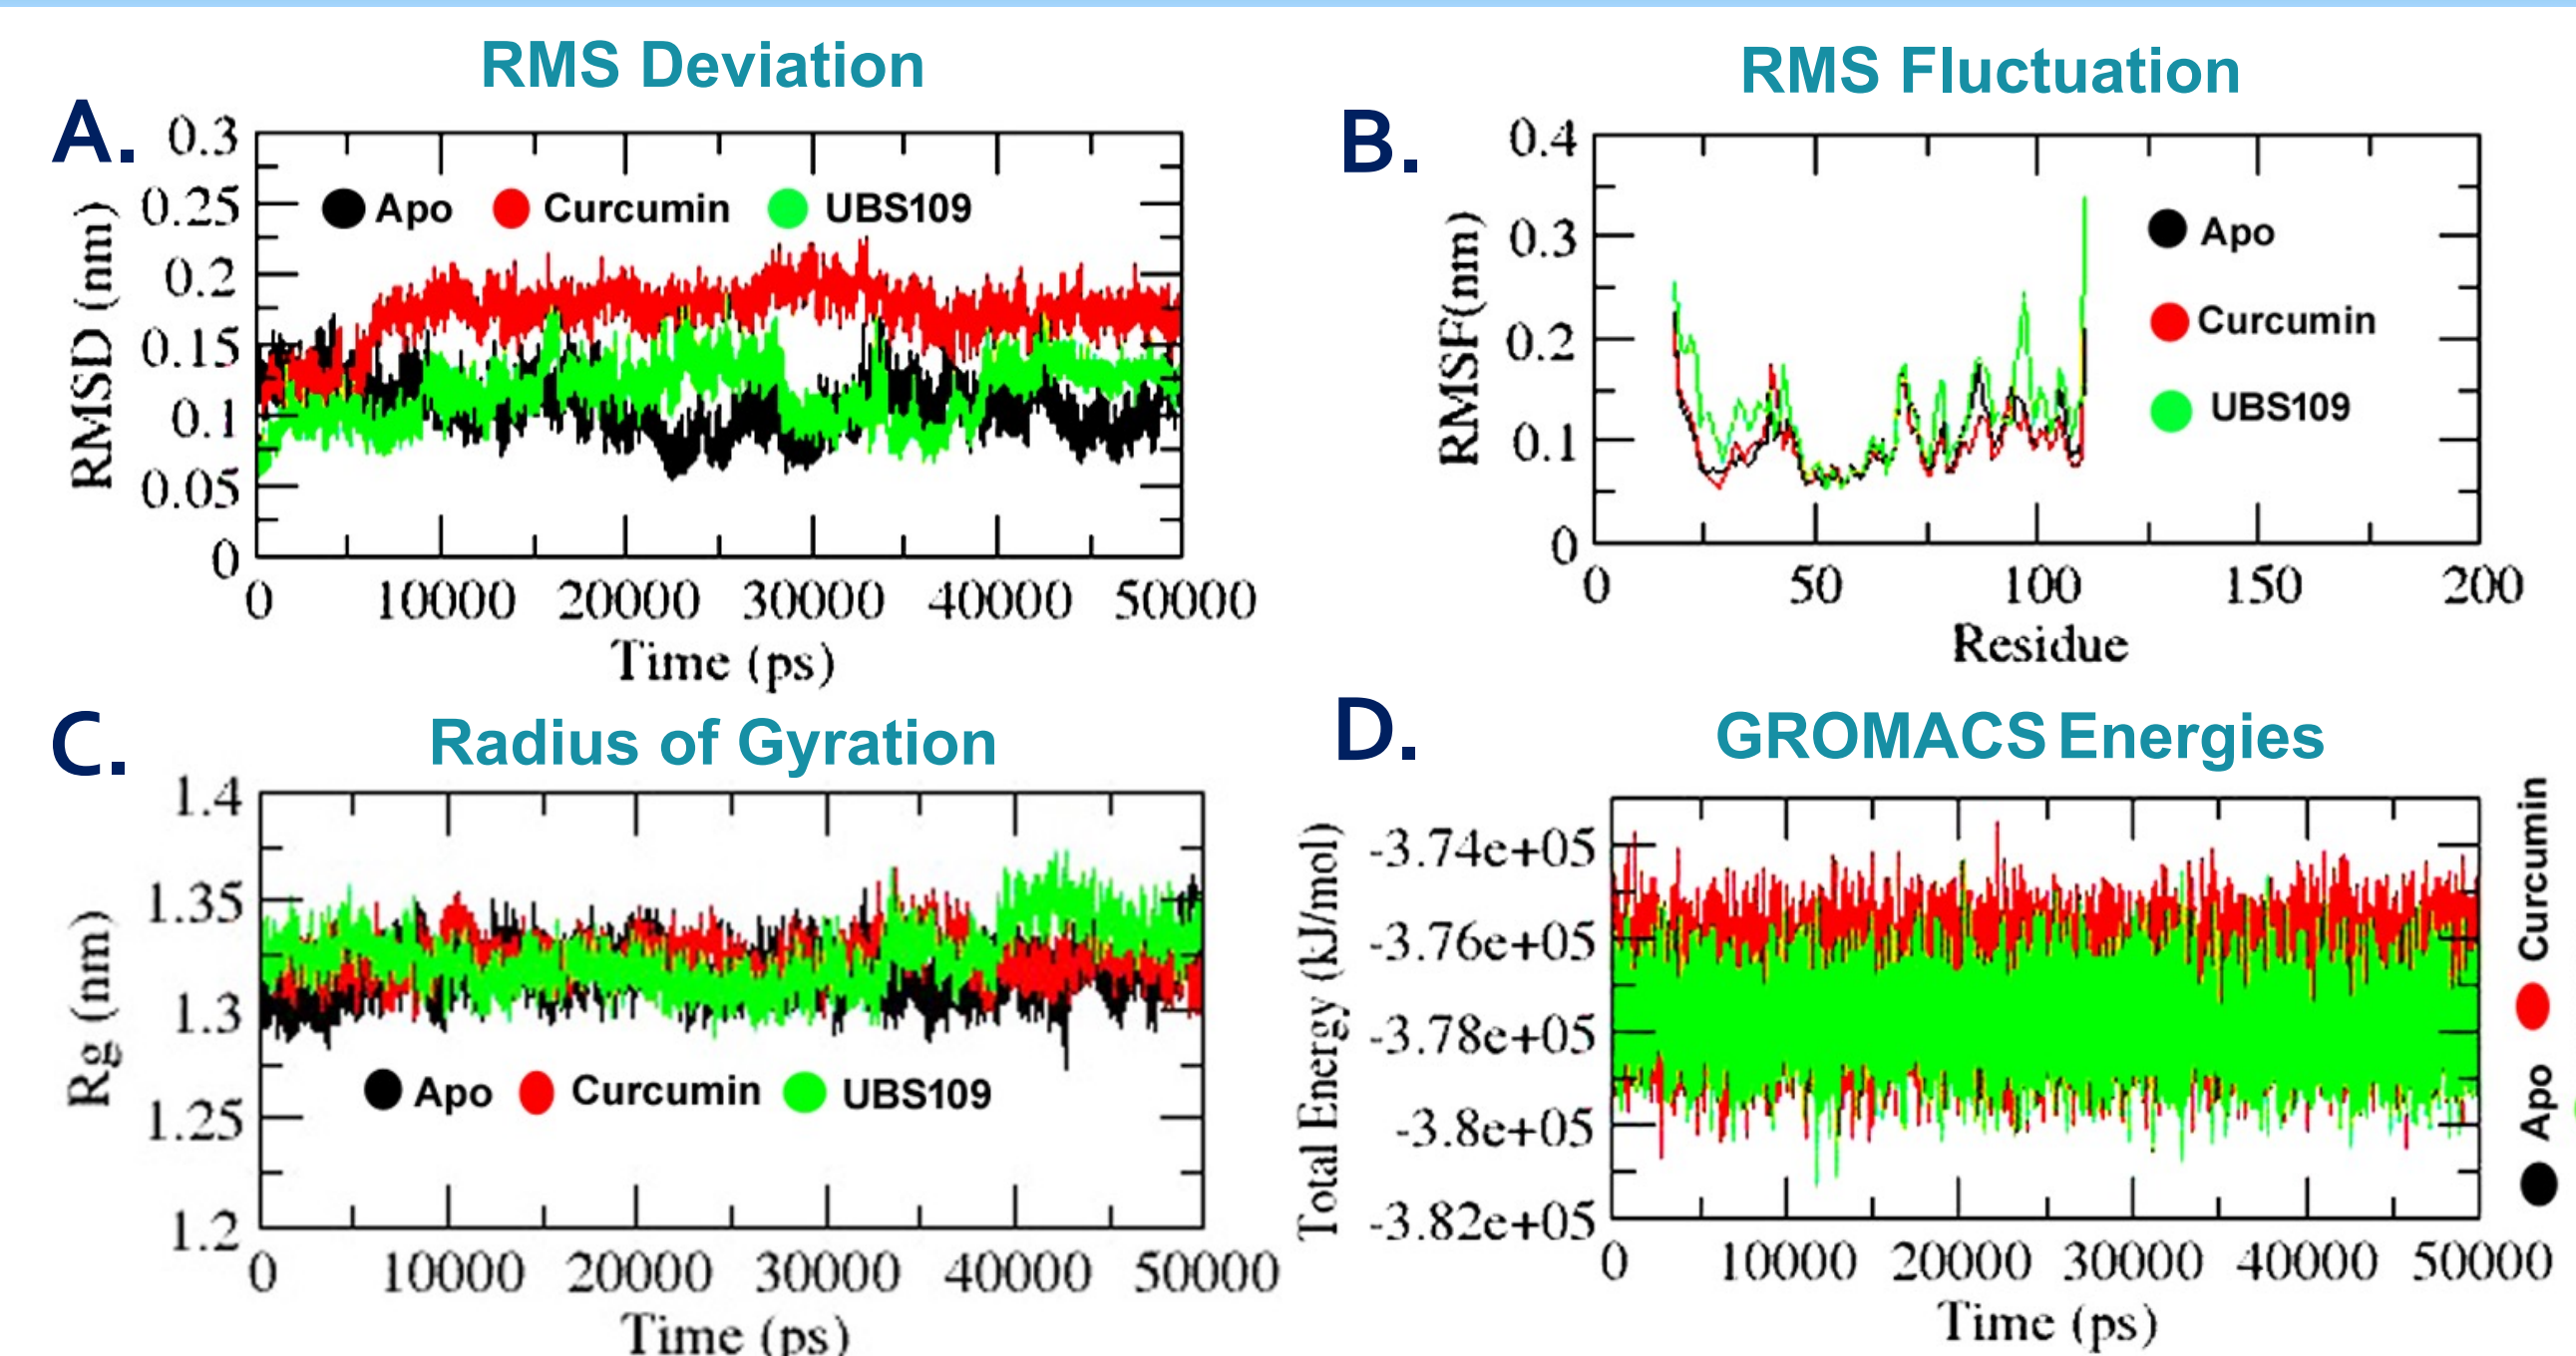 RMS Deviation
A.
0.3
0.25
0.2
0.15
0.1
0.05
0
RMSD (nm)
Apo Curcumin UBS109
0 10000 20000 30000 40000 50000
Time (ps)
RMS Fluctuation
B.
0.4
0.3
0.2
0.1
0
RMSF(nm)
Apo
Curcumin
UBS109
0 50 100 150 200
Residue
Radius of Gyration
C.
1.4
1.35
1.3
1.25
1.2
Rg (nm)
Apo Curcumin UBS109
0 10000 20000 30000 40000 50000
Time (ps)
GROMACS Energies
D.
-3.74e+05
-3.76e+05
-3.78e+05
-3.8e+05
-3.82e+05
Total Energy (kJ/mol)
0 10000 20000 30000 40000 50000
Time (ps)
Apo Curcumin